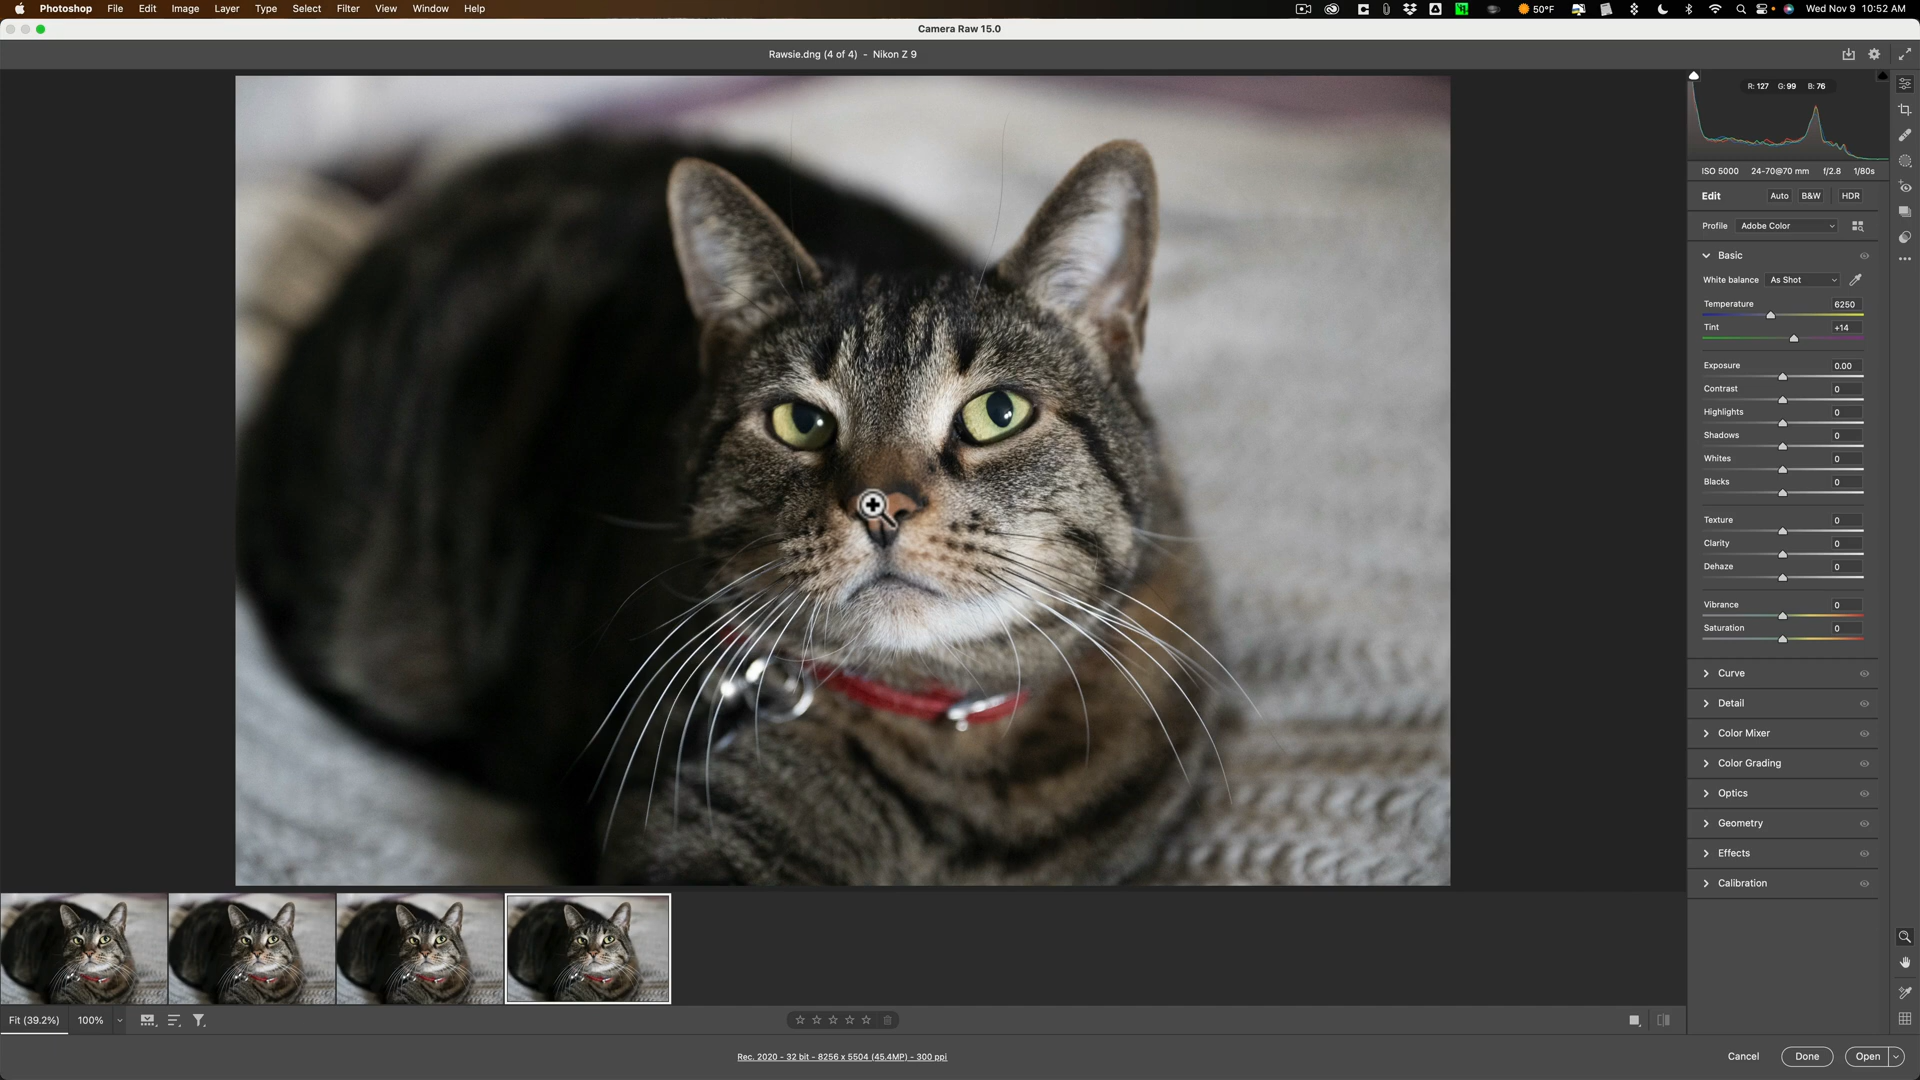 Photoshop File Edit Image Layer Type Select Filter View Window Help 50°F Wed Nov 9 10:52 AM
Camera Raw 15.0
Rawsie.dng (4 of 4) - Nikon Z 9
R: 127 G: 99 B: 76
ISO 5000 24-70@70 mm f/2.8 1/80s
Edit Auto B&W HDR
Profile Adobe Color
Basic
White balance As Shot
Temperature 6250
Tint +14
Exposure 0.00
Contrast 0
Highlights 0
Shadows 0
Whites 0
Blacks 0
Texture 0
Clarity 0
Dehaze 0
Vibrance 0
Saturation 0
Curve
Detail
Color Mixer
Color Grading
Optics
Geometry
Effects
Calibration
Fit (39.2%) 100%
Rec. 2020 - 32 bit - 8256 x 5504 (45.4MP) - 300 ppi
Cancel Done Open